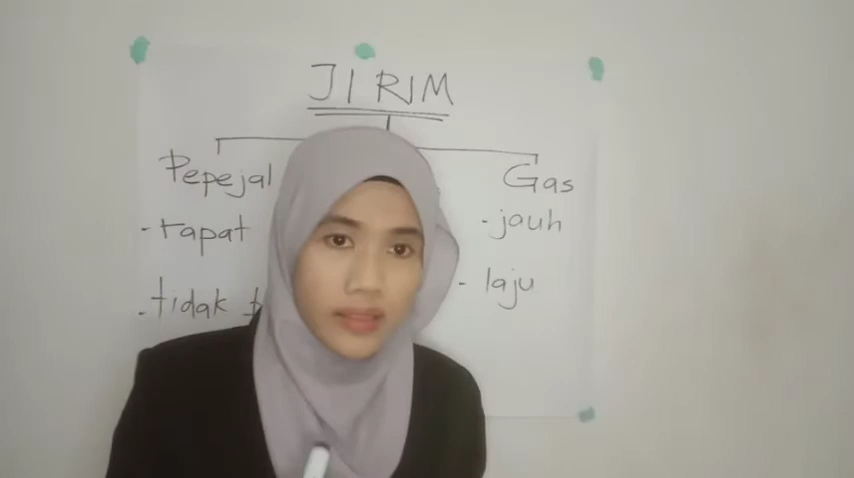 JIRIM
Pepejal
- rapat
- tidak
Gas
- jauh
- laju